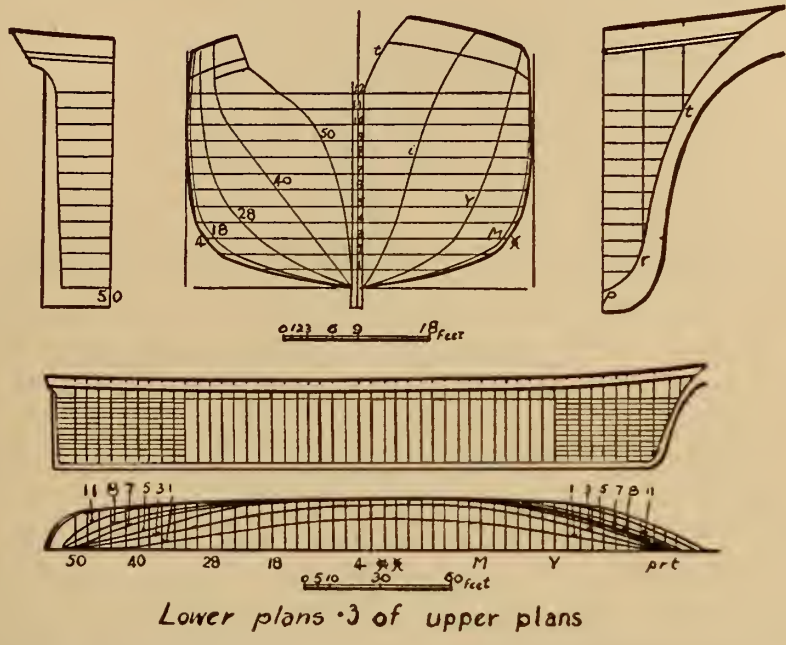 t
50
i
40
Y
28
18
4
M
t
r
50
P
0 1 2 3 6 9 18 Feet
11 8 7 5 3 1
1 3 5 7 8 11
50 40 28 18 4 M Y p r t
0 5 10 30 60 feet
Lower plans ·3 of upper plans